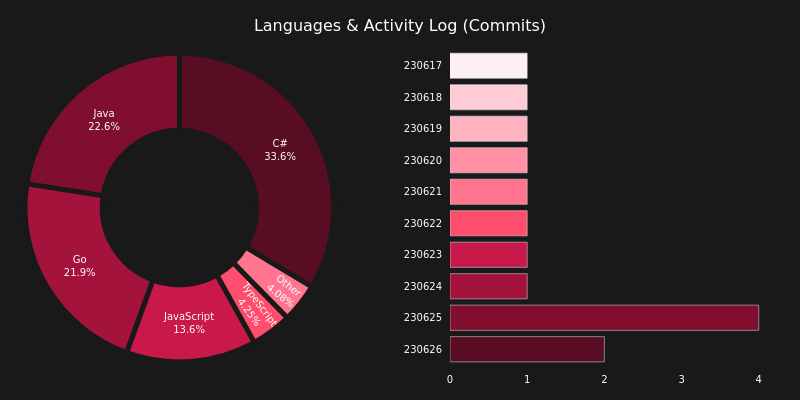 Languages & Activity Log (Commits)
Java
22.6%
C#
33.6%
Go
21.9%
JavaScript
13.6%
TypeScript
4.25%
Other
4.08%
230617
230618
230619
230620
230621
230622
230623
230624
230625
230626
0 1 2 3 4